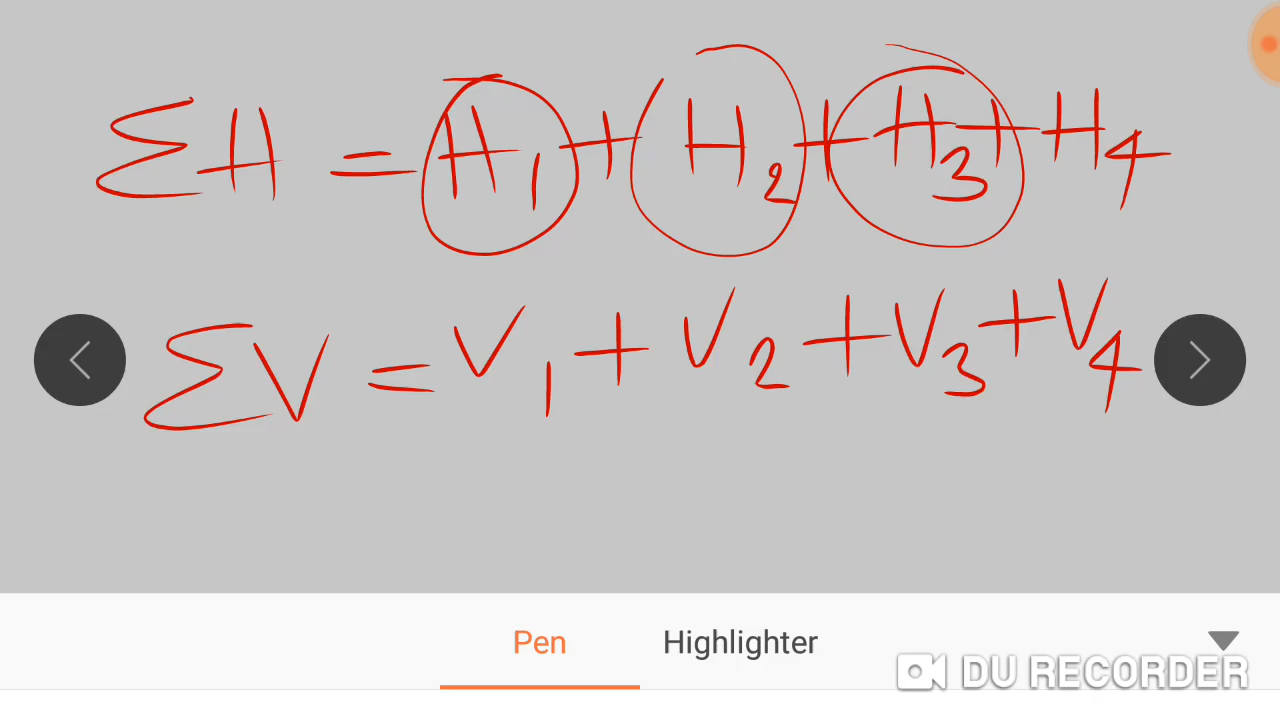 ΣH = H₁ + H₂ + H₃ + H₄
ΣV = V₁ + V₂ + V₃ + V₄
Pen Highlighter
DU RECORDER